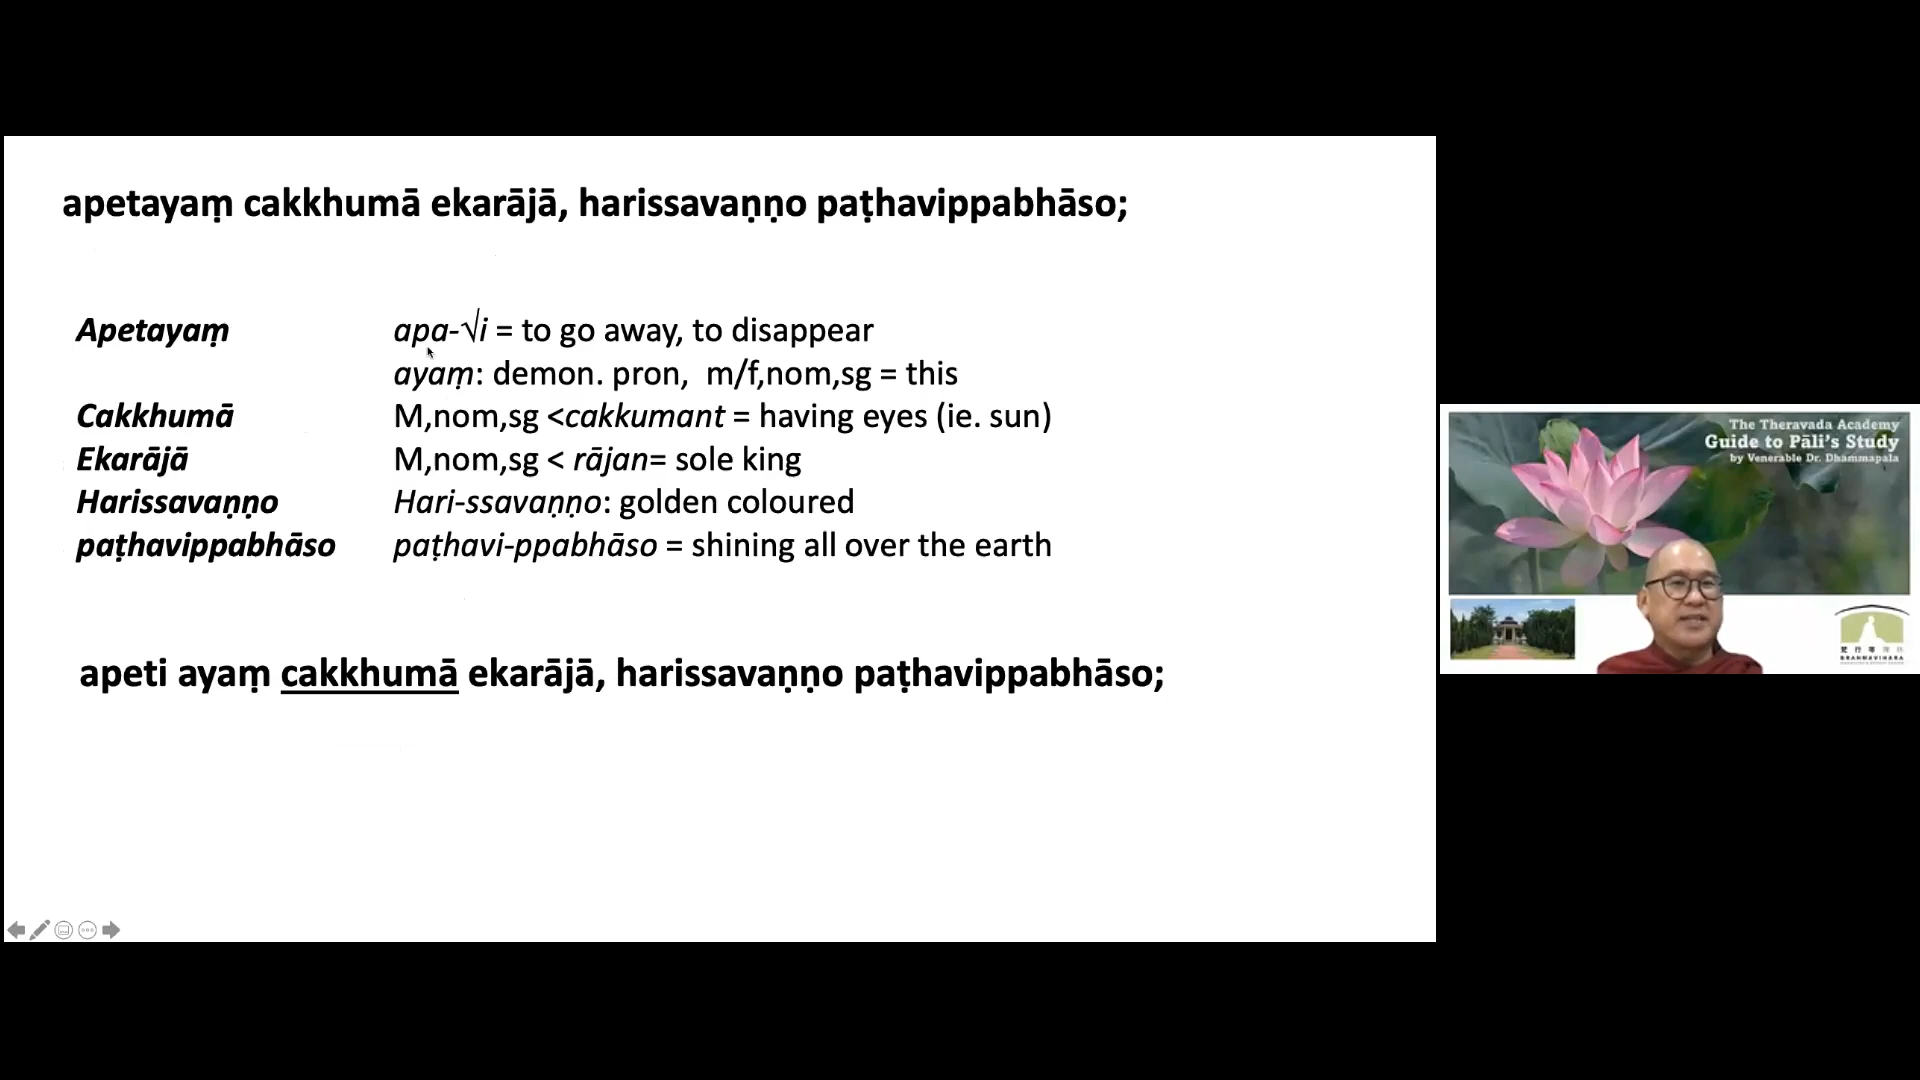 apetayaṃ cakkhumā ekarājā, harissavaṇṇo paṭhavippabhāso;
Apetayaṃ apa-√i = to go away, to disappear
ayaṃ: demon. pron, m/f,nom,sg = this
Cakkhumā M,nom,sg <cakkumant = having eyes (ie. sun)
Ekarājā M,nom,sg < rājan= sole king
Harissavaṇṇo Hari-ssavaṇṇo: golden coloured
paṭhavippabhāso paṭhavi-ppabhāso = shining all over the earth
apeti ayaṃ cakkhumā ekarājā, harissavaṇṇo paṭhavippabhāso;
The Theravada Academy
Guide to Pāli's Study
by Venerable Dr. Dhammapala
BRAHMAVIHARA